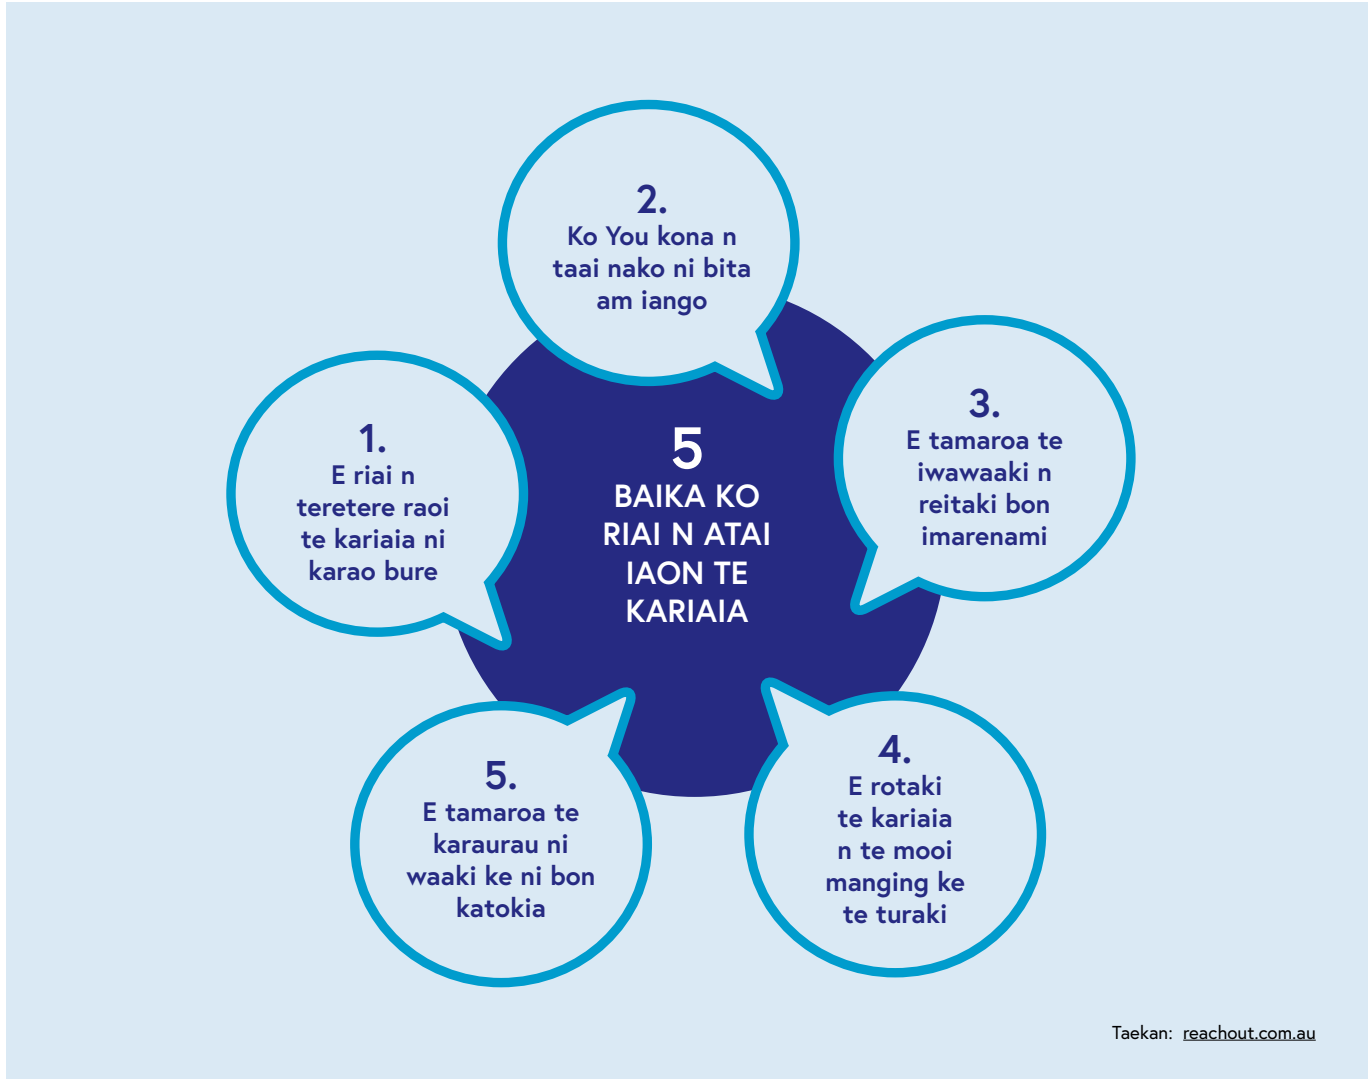 5
BAIKA KO
RIAI N ATAI
IAON TE
KARIAIA
1.
E riai n
teretere raoi
te kariaia ni
karao bure
2.
Ko You kona n
taai nako ni bita
am iango
3.
E tamaroa te
iwawaaki n
reitaki bon
imarenami
4.
E rotaki
te kariaia
n te mooi
manging ke
te turaki
5.
E tamaroa te
karaurau ni
waaki ke ni bon
katokia
Taekan: reachout.com.au